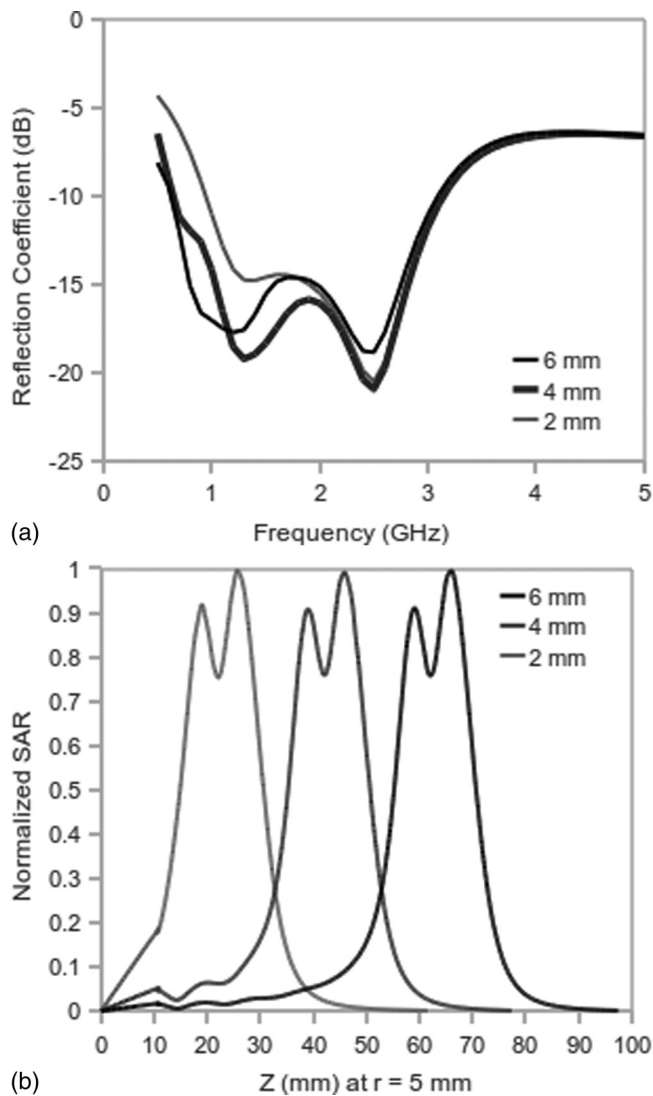 0
-5
-10
-15
-20
-25
Reflection Coefficient (dB)
6 mm
4 mm
2 mm
0 1 2 3 4 5
(a) Frequency (GHz)
1
0.9
0.8
0.7
0.6
0.5
0.4
0.3
0.2
0.1
0
Normalized SAR
6 mm
4 mm
2 mm
0 10 20 30 40 50 60 70 80 90 100
(b) Z (mm) at r = 5 mm